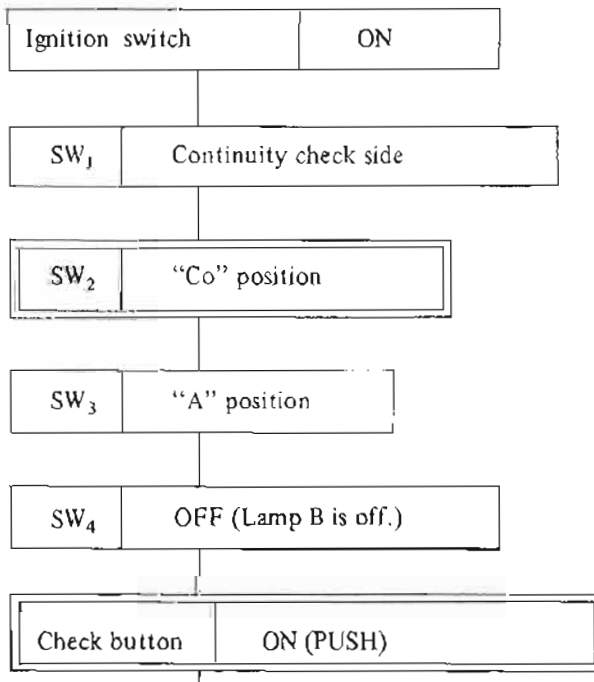 Ignition switch ON
SW₁ Continuity check side
SW₂ “Co” position
SW₃ “A” position
SW₄ OFF (Lamp B is off.)
Check button ON (PUSH)